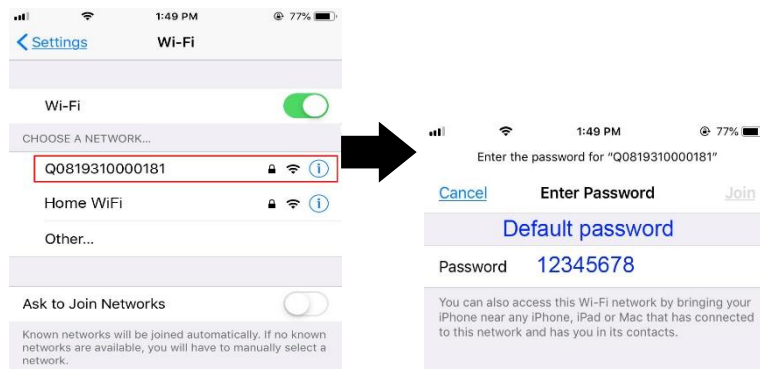 1:49 PM
77%
Settings
Wi-Fi
Wi-Fi
CHOOSE A NETWORK...
Q0819310000181
Home WiFi
Other...
Ask to Join Networks
Known networks will be joined automatically. If no known
networks are available, you will have to manually select a
network.
1:49 PM
77%
Enter the password for “Q0819310000181”
Cancel
Enter Password
Join
Default password
Password 12345678
You can also access this Wi-Fi network by bringing your
iPhone near any iPhone, iPad or Mac that has connected
to this network and has you in its contacts.